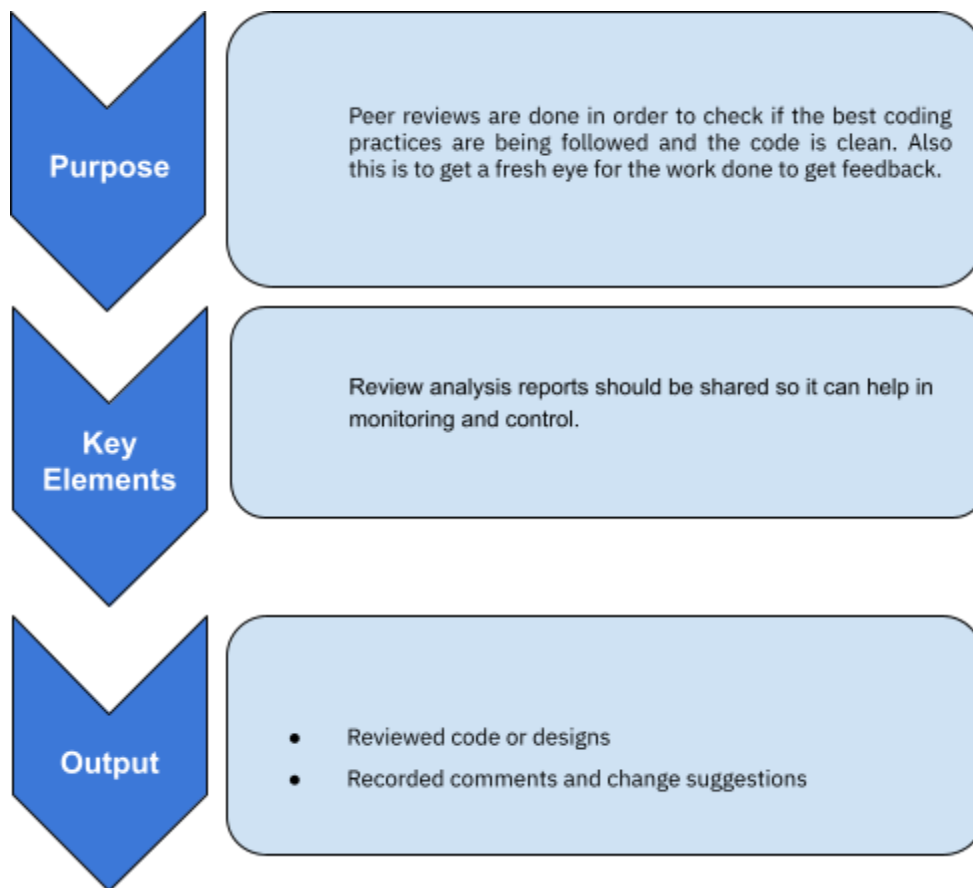 Purpose
Peer reviews are done in order to check if the best coding
practices are being followed and the code is clean. Also
this is to get a fresh eye for the work done to get feedback.
Key
Elements
Review analysis reports should be shared so it can help in
monitoring and control.
Output
● Reviewed code or designs
● Recorded comments and change suggestions